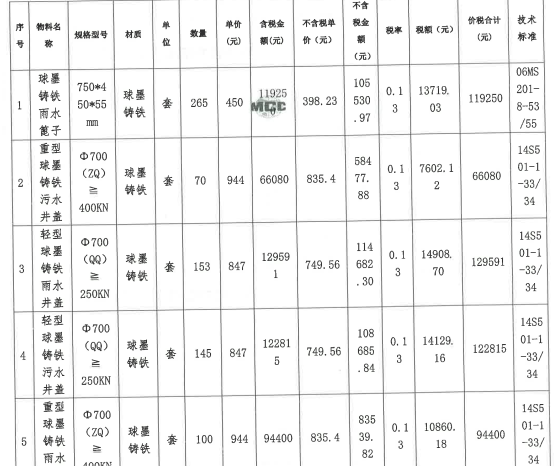 序号 物料名称 规格型号 材质 单位 数量 单价(元) 含税金额(元) 不含税单价(元) 不含税金额(元) 税率 税额(元) 价税合计(元) 技术标准
1 球墨铸铁雨水篦子 750*450*55mm 球墨铸铁 套 265 450 11925 398.23 105530.97 0.13 13719.03 119250 06MS201-8-53/55
MCC
2 重型球墨铸铁污水井盖 Φ700(ZQ)≧400KN 球墨铸铁 套 70 944 66080 835.4 58477.88 0.13 7602.12 66080 14S501-1-33/34
3 轻型球墨铸铁雨水井盖 Φ700(QQ)≧250KN 球墨铸铁 套 153 847 129591 749.56 114682.30 0.13 14908.70 129591 14S501-1-33/34
4 轻型球墨铸铁污水井盖 Φ700(QQ)≧250KN 球墨铸铁 套 145 847 122815 749.56 108685.84 0.13 14129.16 122815 14S501-1-33/34
5 重型球墨铸铁雨水 Φ700(ZQ)≧400KN 球墨铸铁 套 100 944 94400 835.4 83539.82 0.13 10860.18 94400 14S501-1-33/34